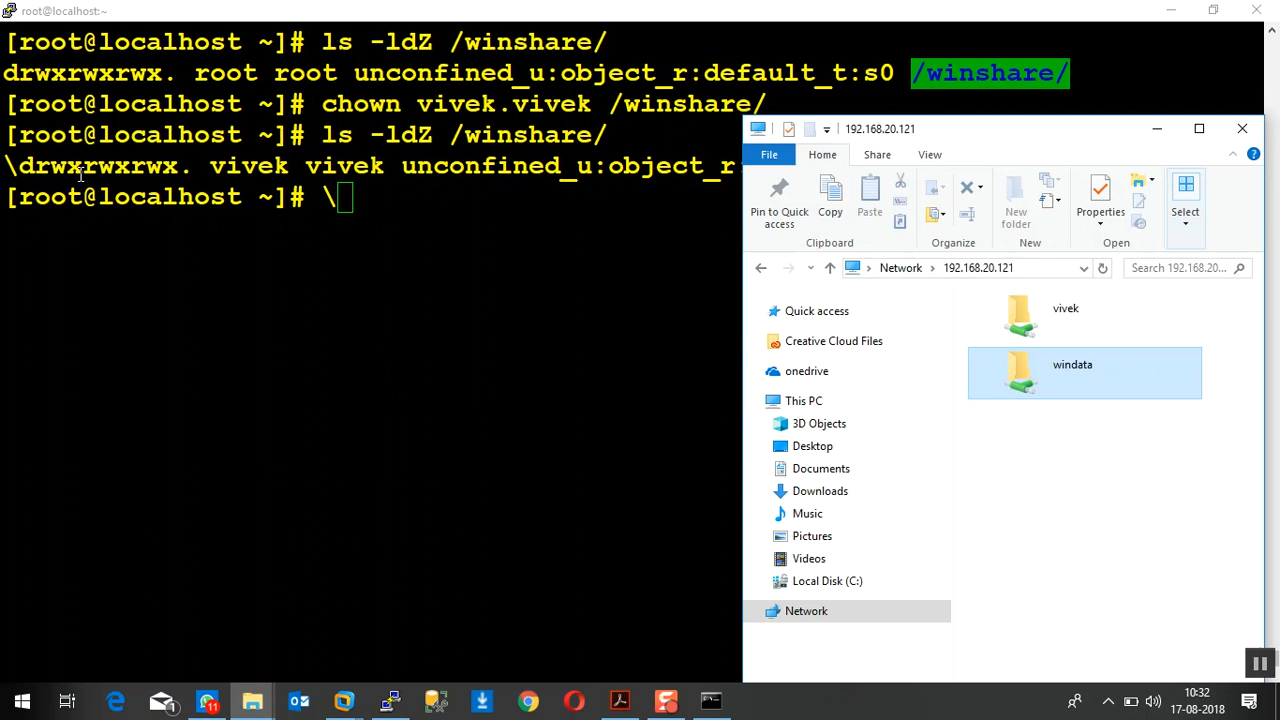 root@localhost:~
[root@localhost ~]# ls -ldZ /winshare/
drwxrwxrwx. root root unconfined_u:object_r:default_t:s0 /winshare/
[root@localhost ~]# chown vivek.vivek /winshare/
[root@localhost ~]# ls -ldZ /winshare/
\drwxrwxrwx. vivek vivek unconfined_u:object_r:
[root@localhost ~]# \
192.168.20.121
File Home Share View
Pin to Quick access
Copy
Paste
New folder
Properties
Select
Clipboard Organize New Open
Network 192.168.20.121 Search 192.168.20...
Quick access
Creative Cloud Files
onedrive
This PC
3D Objects
Desktop
Documents
Downloads
Music
Pictures
Videos
Local Disk (C:)
Network
vivek
windata
11
1
10:32
17-08-2018